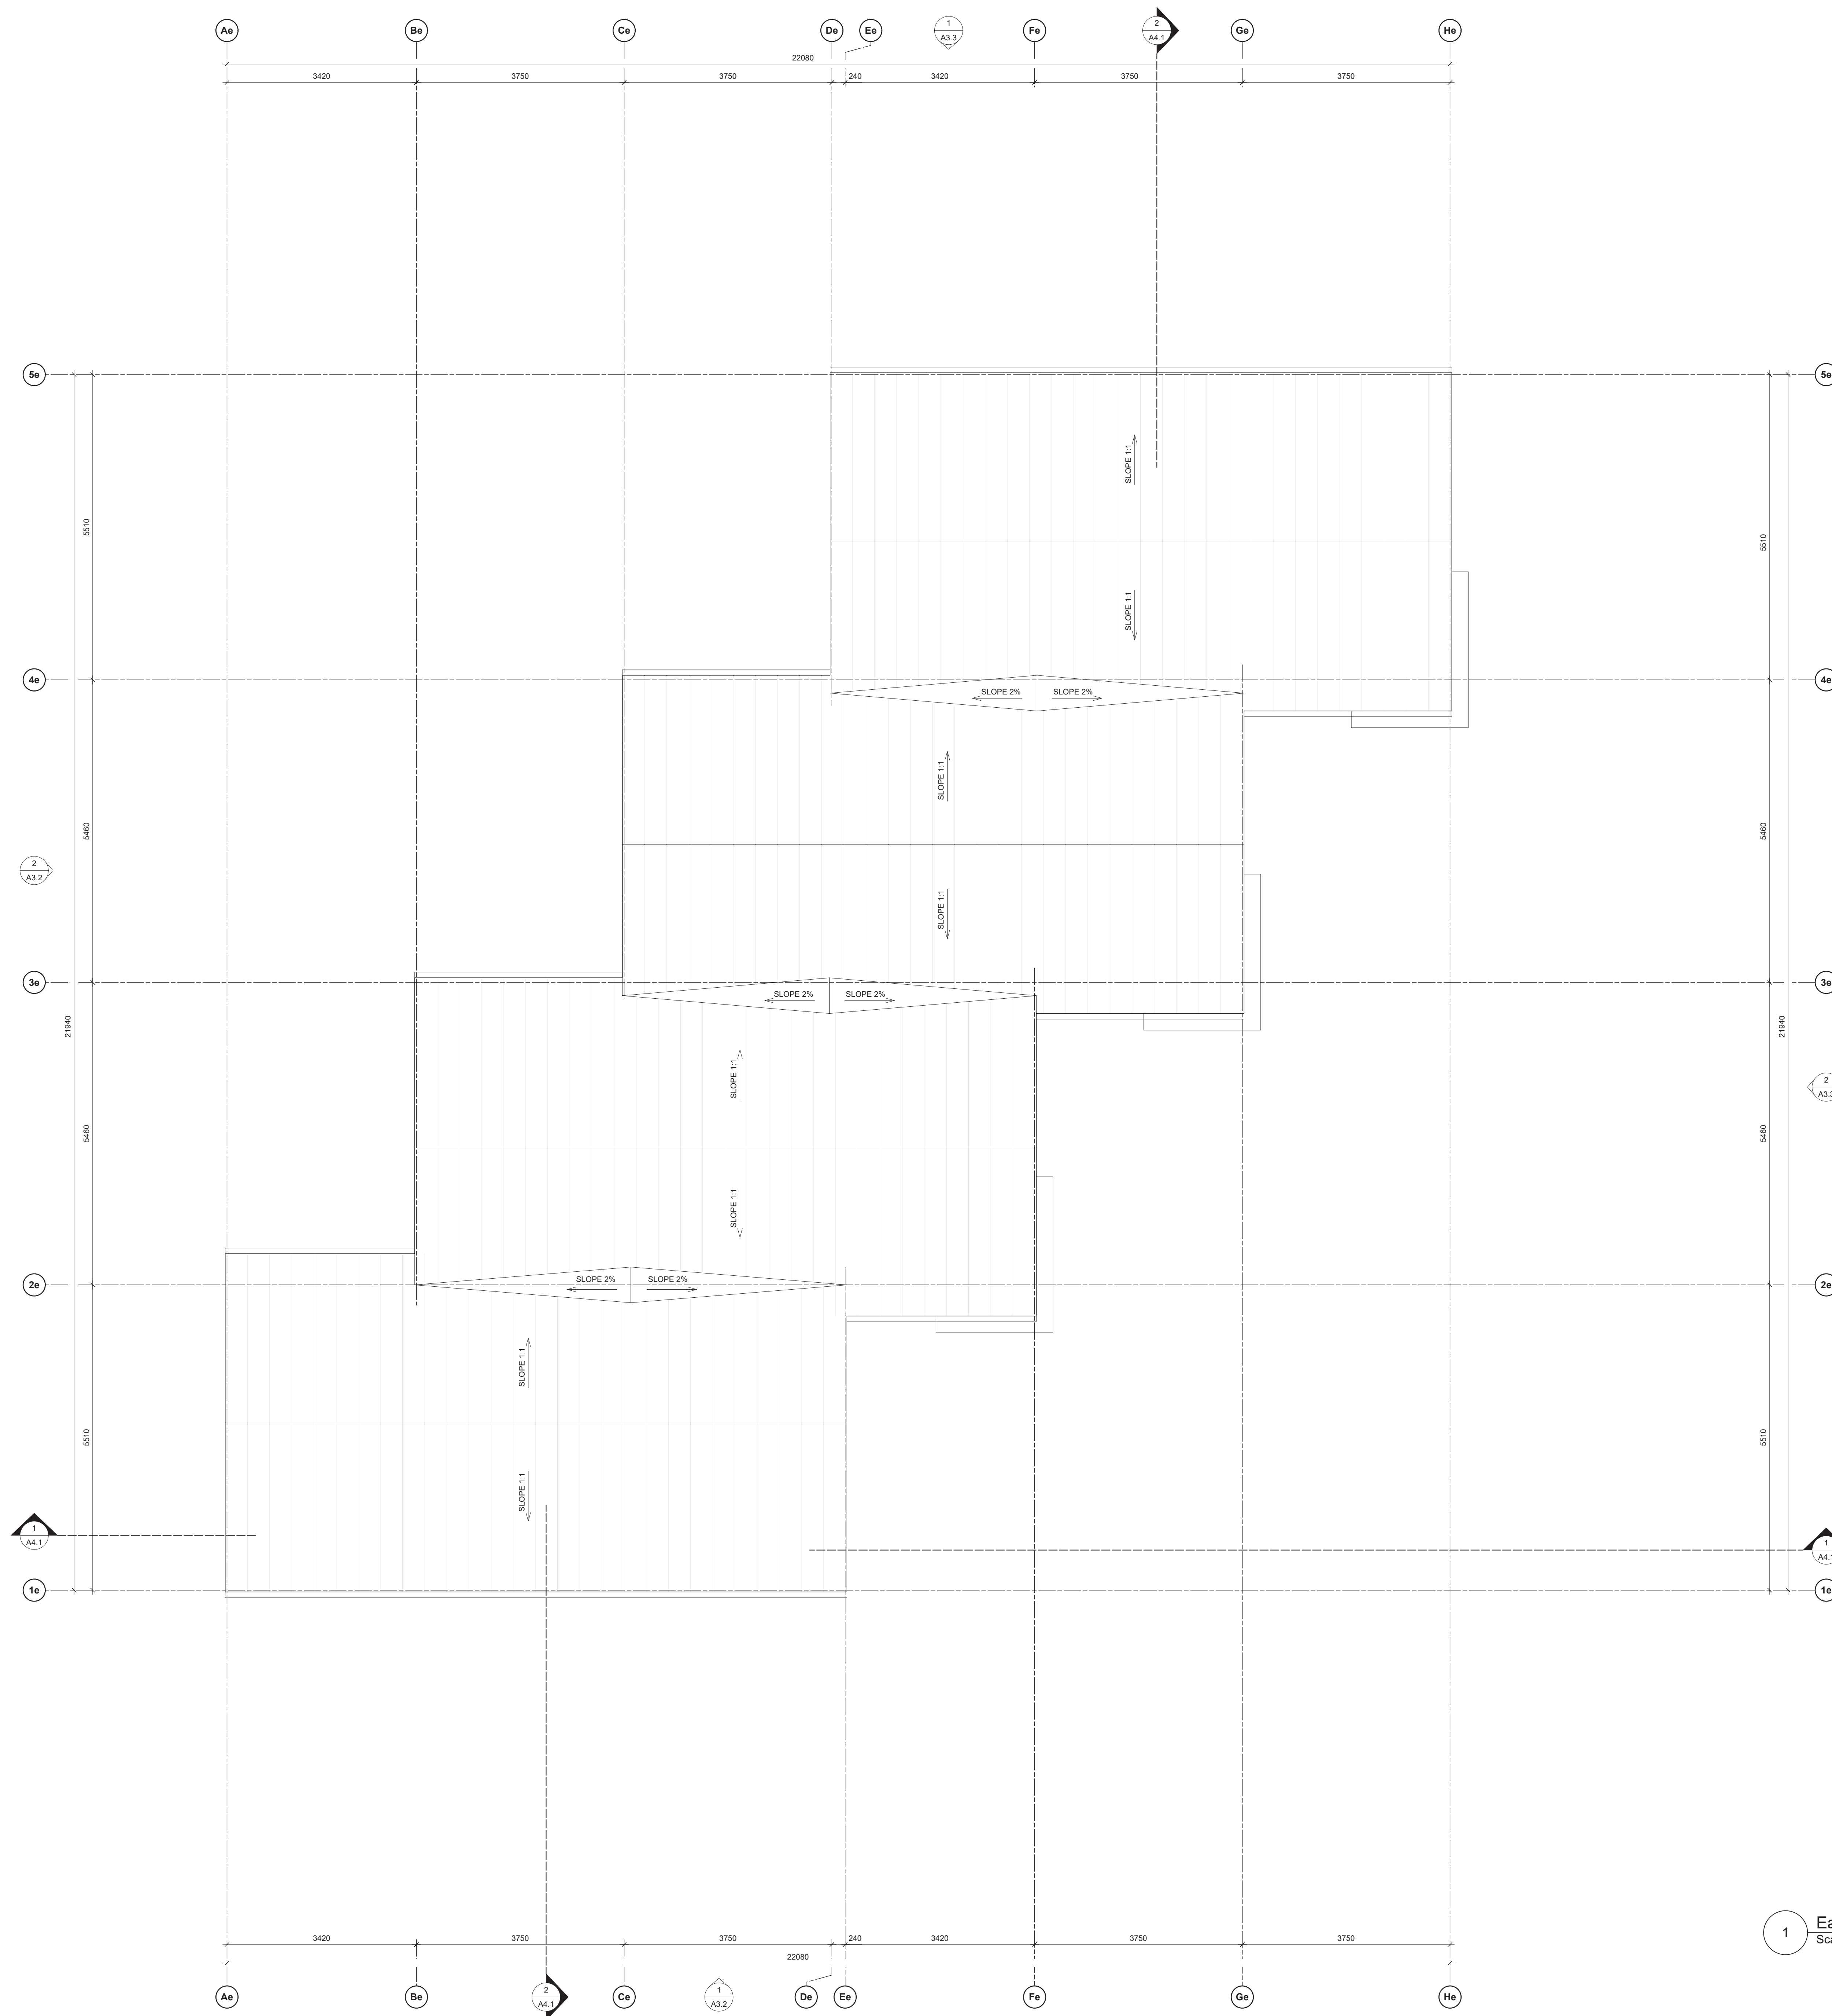 Ae Be Ce De Ee 1 A3.3 Fe 2 A4.1 Ge He
22080
3420 3750 3750 240 3420 3750 3750
5e 5e
SLOPE 1:1
5510 5510
SLOPE 1:1
4e 4e
SLOPE 2% SLOPE 2%
SLOPE 1:1
5460 5460
2
A3.2
SLOPE 1:1
3e 3e
SLOPE 2% SLOPE 2%
21940 21940
SLOPE 1:1
2
A3.3
5460 5460
SLOPE 1:1
2e 2e
SLOPE 2% SLOPE 2%
SLOPE 1:1
5510 5510
SLOPE 1:1
1 1
A4.1 A4.1
1e 1e
1
3420 3750 3750 240 3420 3750 3750
22080
Ae Be 2 A4.1 Ce 1 A3.2 De Ee Fe Ge He